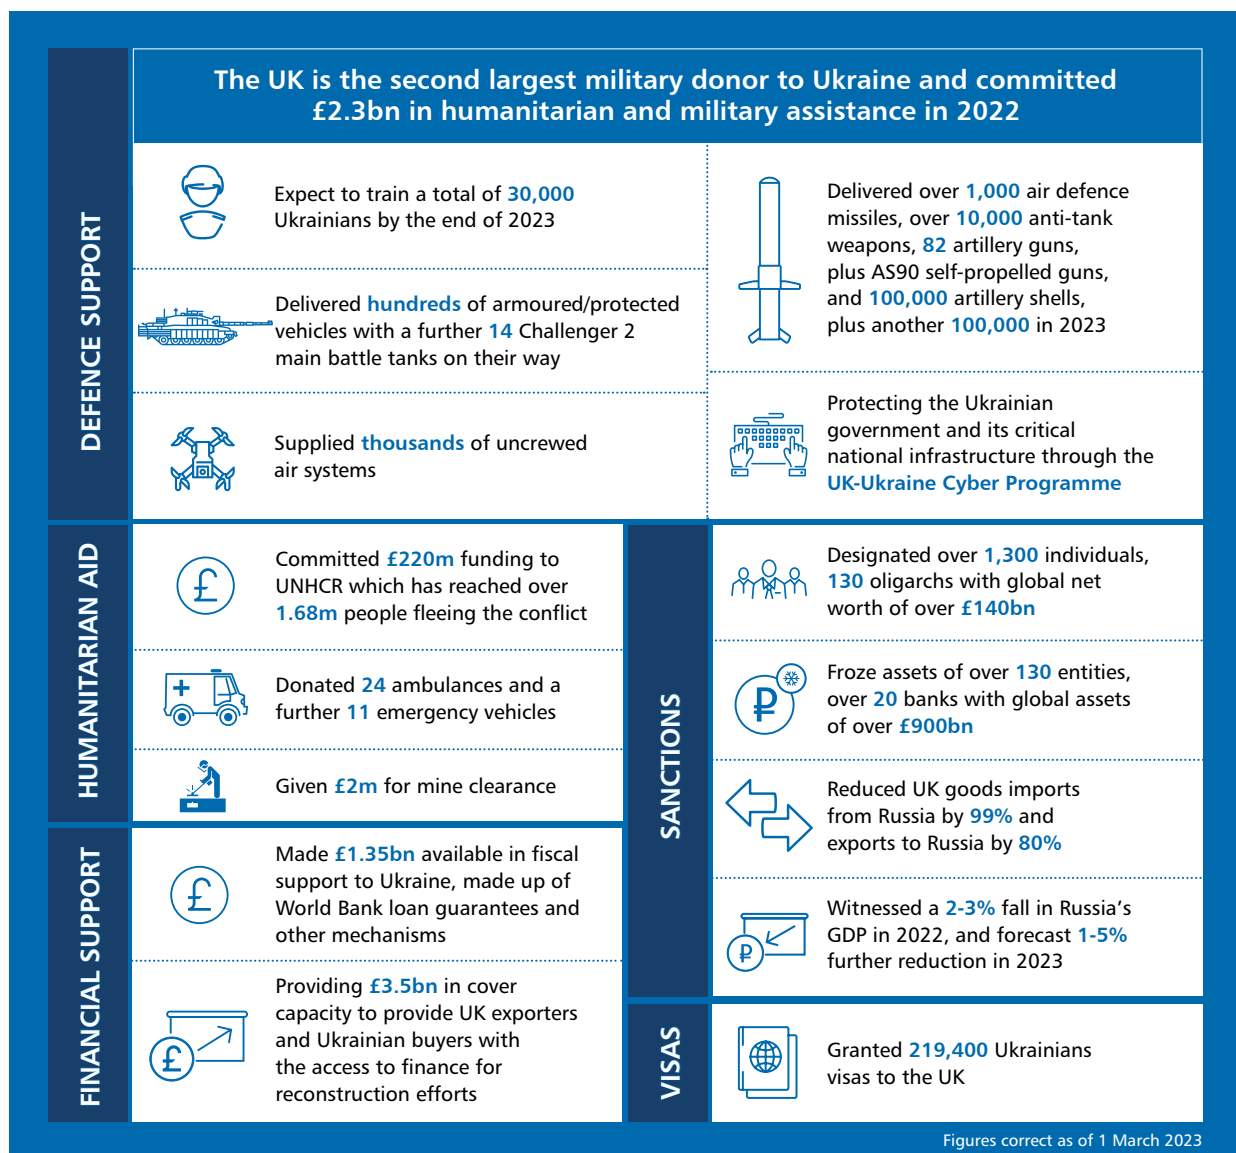 The UK is the second largest military donor to Ukraine and committed
£2.3bn in humanitarian and military assistance in 2022
DEFENCE SUPPORT
Expect to train a total of 30,000
Ukrainians by the end of 2023
Delivered hundreds of armoured/protected
vehicles with a further 14 Challenger 2
main battle tanks on their way
Supplied thousands of uncrewed
air systems
Delivered over 1,000 air defence
missiles, over 10,000 anti-tank
weapons, 82 artillery guns,
plus AS90 self-propelled guns,
and 100,000 artillery shells,
plus another 100,000 in 2023
Protecting the Ukrainian
government and its critical
national infrastructure through the
UK-Ukraine Cyber Programme
HUMANITARIAN AID
£
Committed £220m funding to
UNHCR which has reached over
1.68m people fleeing the conflict
Donated 24 ambulances and a
further 11 emergency vehicles
Given £2m for mine clearance
FINANCIAL SUPPORT
£
Made £1.35bn available in fiscal
support to Ukraine, made up of
World Bank loan guarantees and
other mechanisms
£
Providing £3.5bn in cover
capacity to provide UK exporters
and Ukrainian buyers with
the access to finance for
reconstruction efforts
SANCTIONS
Designated over 1,300 individuals,
130 oligarchs with global net
worth of over £140bn
₽
Froze assets of over 130 entities,
over 20 banks with global assets
of over £900bn
Reduced UK goods imports
from Russia by 99% and
exports to Russia by 80%
₽
Witnessed a 2-3% fall in Russia’s
GDP in 2022, and forecast 1-5%
further reduction in 2023
VISAS
Granted 219,400 Ukrainians
visas to the UK
Figures correct as of 1 March 2023